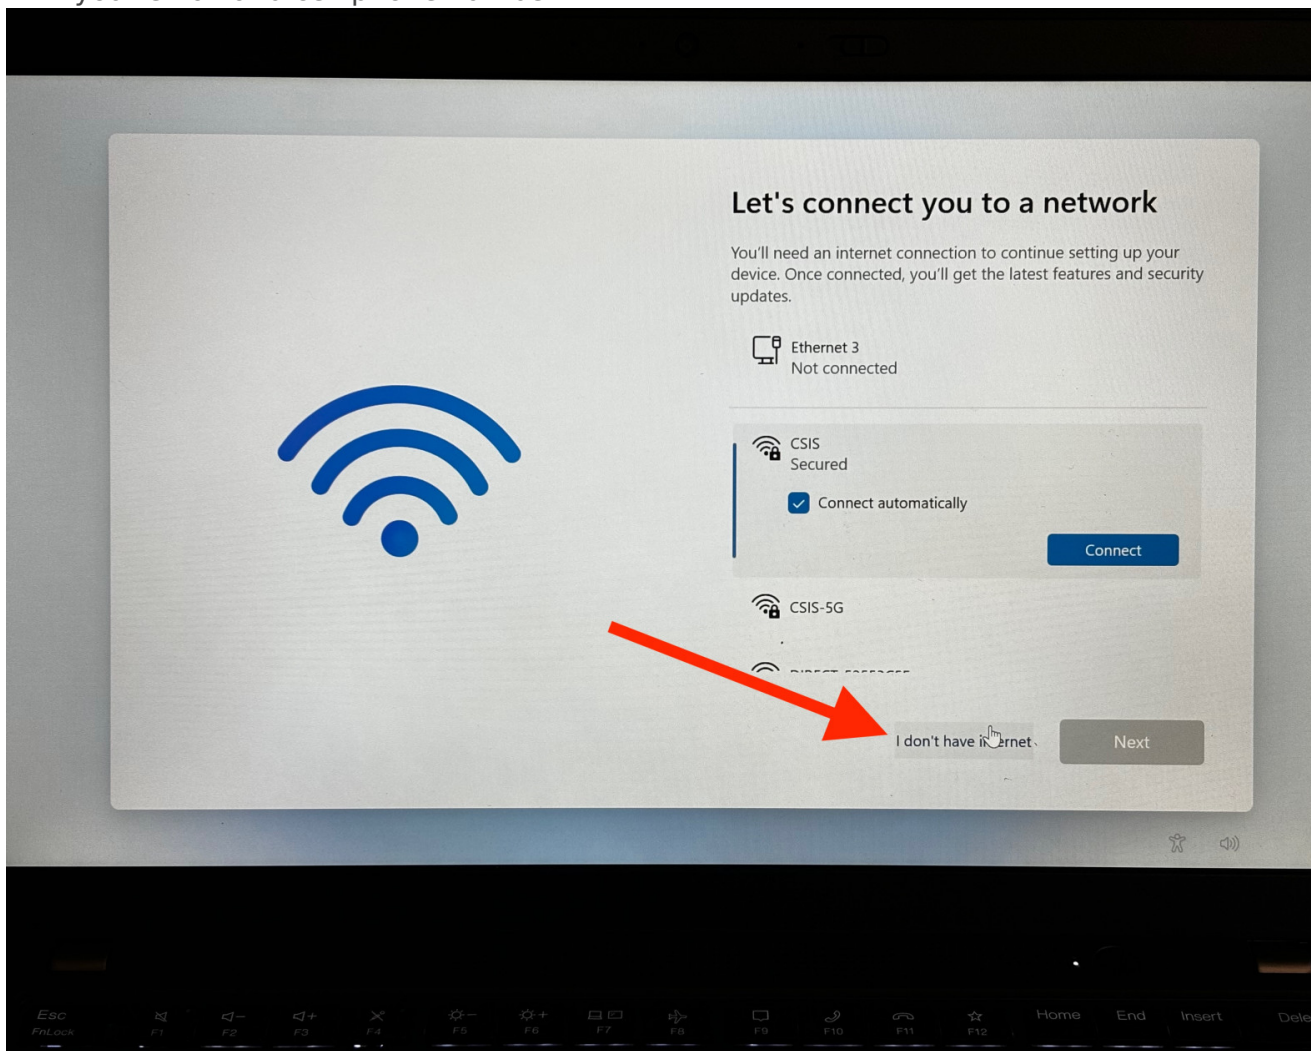 Let's connect you to a network
You'll need an internet connection to continue setting up your
device. Once connected, you'll get the latest features and security
updates.
Ethernet 3
Not connected
CSIS
Secured
Connect automatically
Connect
CSIS-5G
I don't have internet
Next
Esc
FnLock
F1
F2
F3
F4
F5
F6
F7
F8
F9
F10
F11
F12
Home
End
Insert